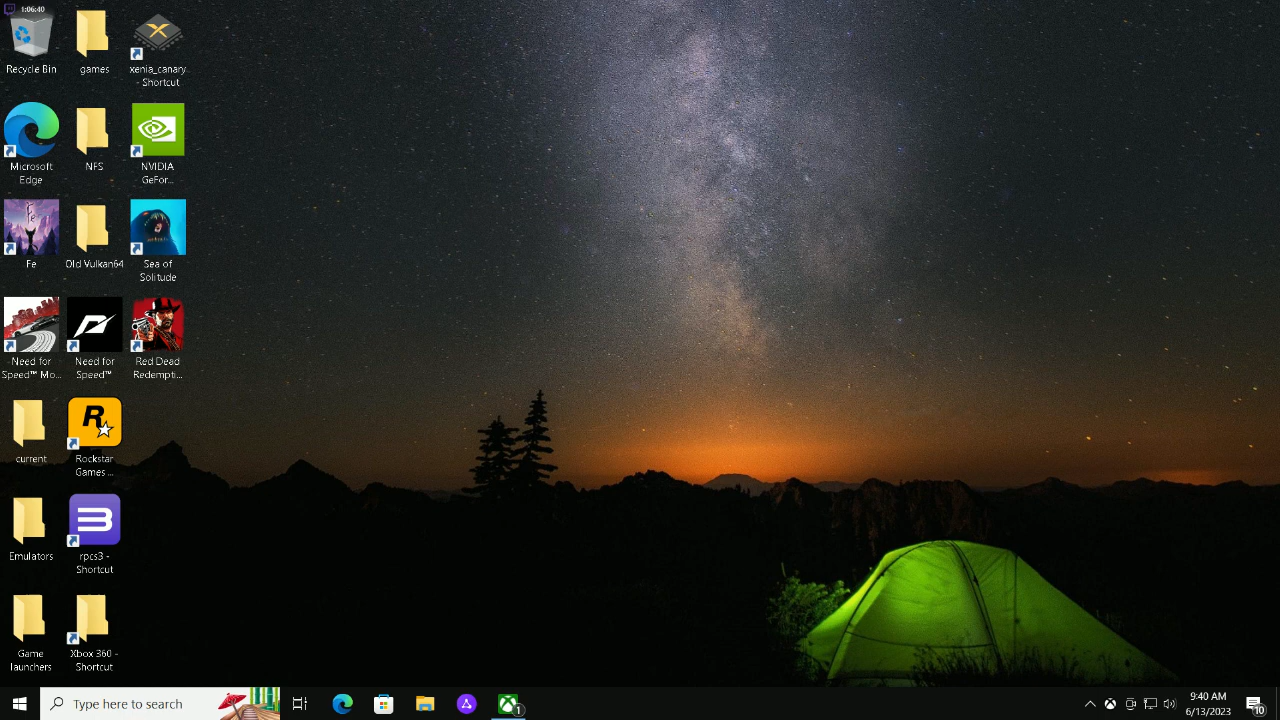 1:06:40
Recycle Bin
games
xenia_canary
- Shortcut
Microsoft
Edge
NFS
NVIDIA
GeFor...
Fe
Old Vulkan64
Sea of
Solitude
Need for
Speed™ Mo...
Need for
Speed™
Red Dead
Redempti...
current
R
Rockstar
Games ...
Emulators
rpcs3 -
Shortcut
Game
launchers
Xbox 360 -
Shortcut
Type here to search
1
9:40 AM
6/13/2023
10